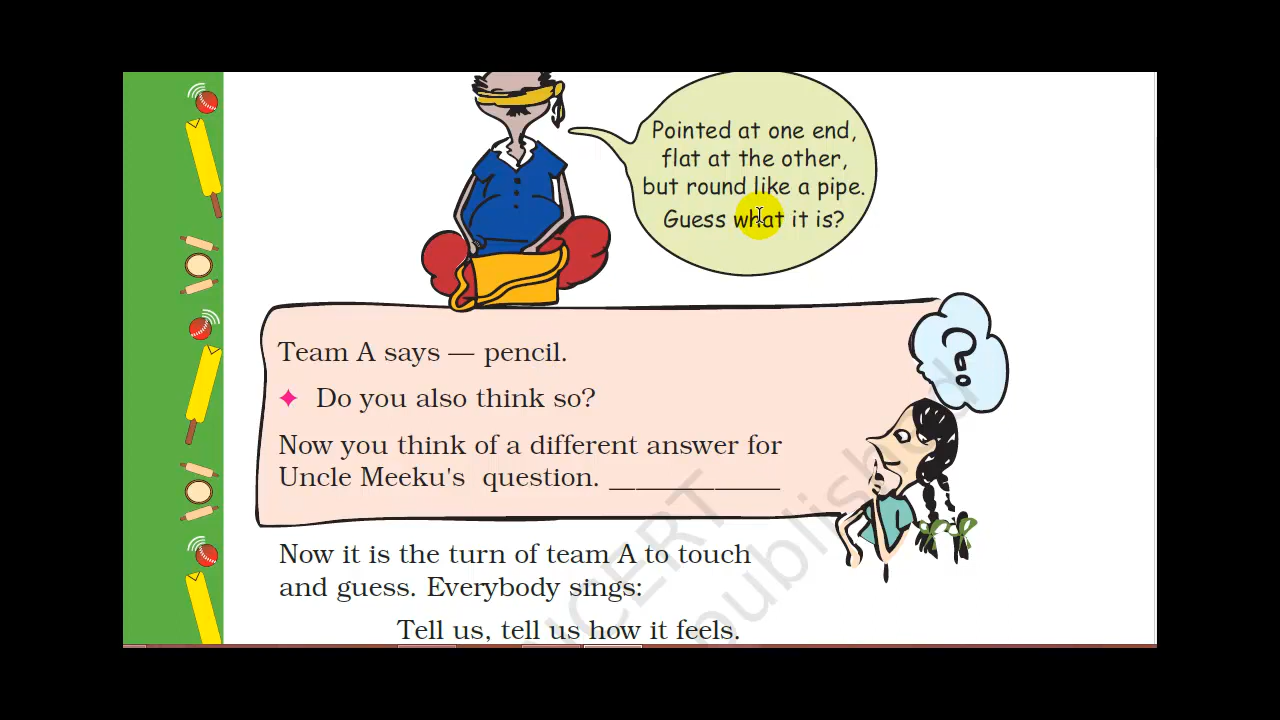 Pointed at one end,
flat at the other,
but round like a pipe.
Guess what it is?
?
Team A says — pencil.
✦ Do you also think so?
Now you think of a different answer for
Uncle Meeku's question. ____________
Now it is the turn of team A to touch
and guess. Everybody sings:
Tell us, tell us how it feels.
NCERT
published